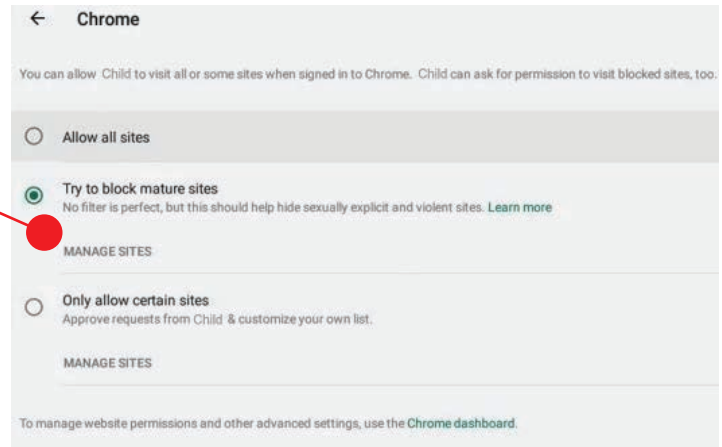 Chrome
You can allow Child to visit all or some sites when signed in to Chrome. Child can ask for permission to visit blocked sites, too.
Allow all sites
Try to block mature sites
No filter is perfect, but this should help hide sexually explicit and violent sites. Learn more
MANAGE SITES
Only allow certain sites
Approve requests from Child & customize your own list.
MANAGE SITES
To manage website permissions and other advanced settings, use the Chrome dashboard.